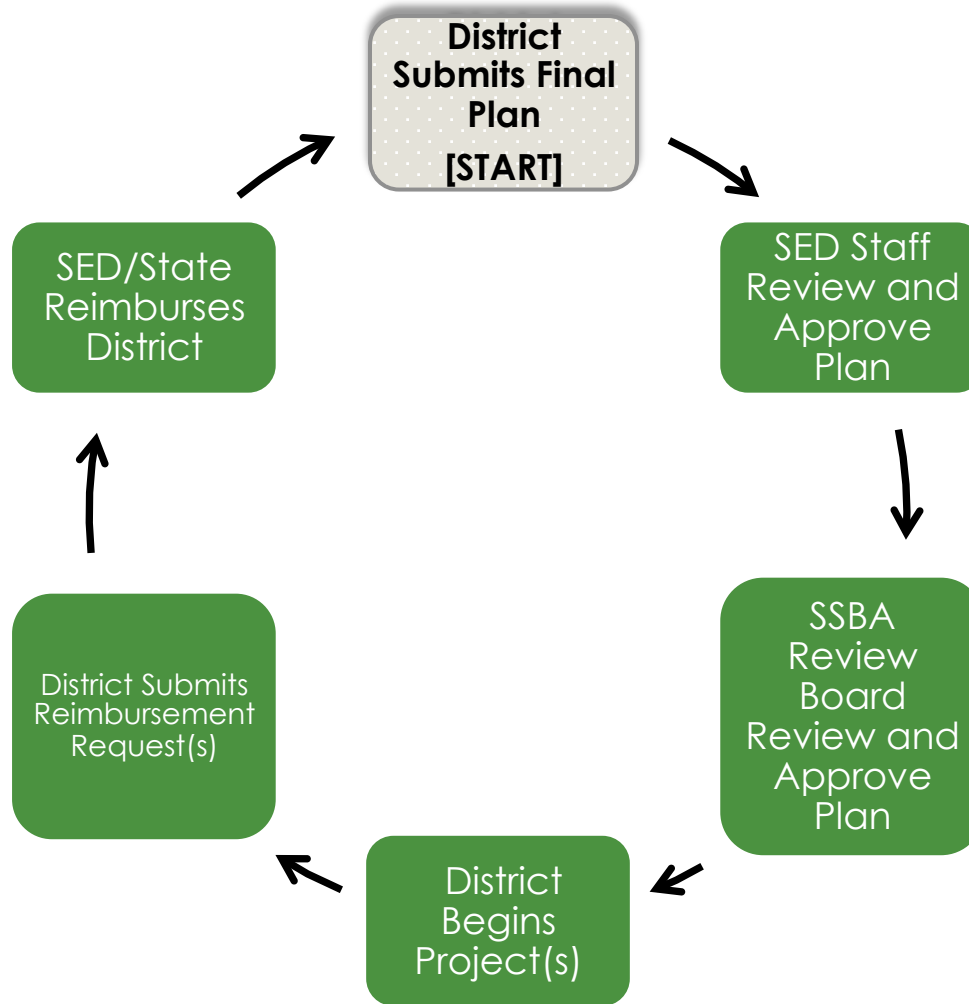 District
Submits Final
Plan
[START]
SED Staff
Review and
Approve
Plan
SSBA
Review
Board
Review and
Approve
Plan
District
Begins
Project(s)
District Submits
Reimbursement
Request(s)
SED/State
Reimburses
District